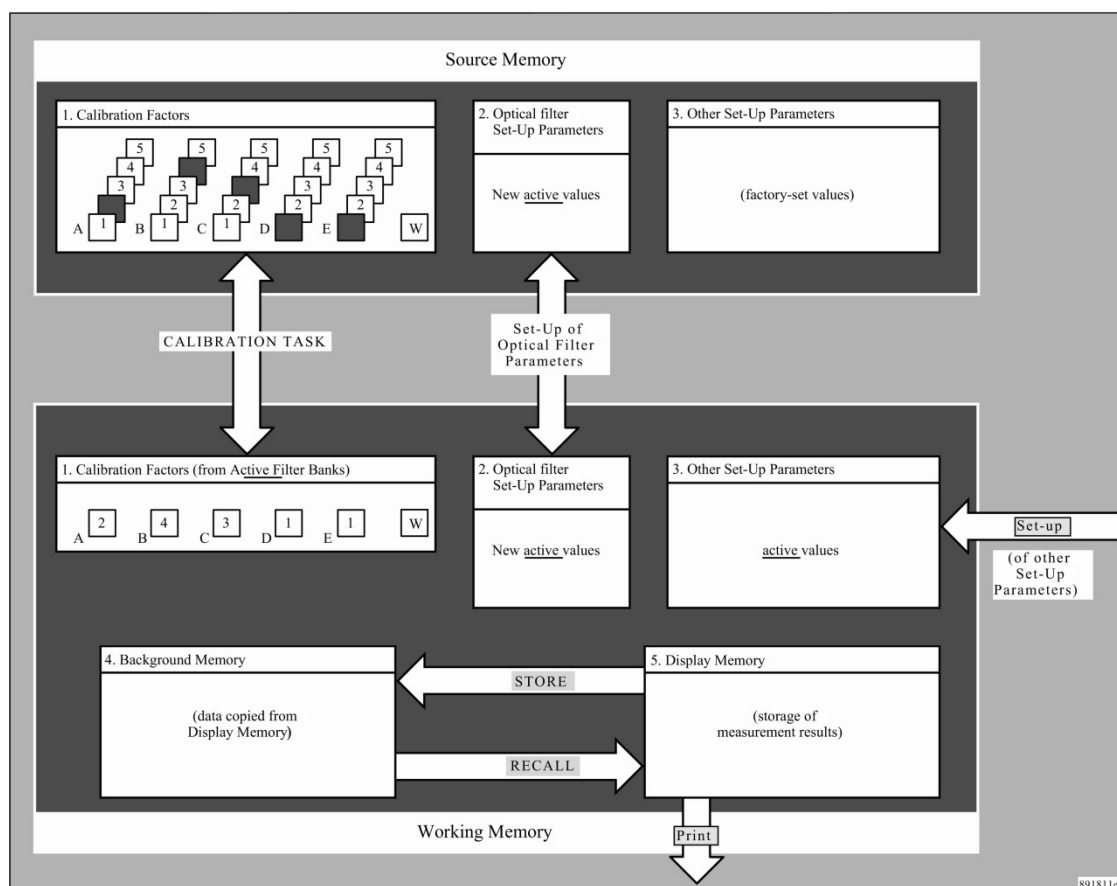 Source Memory
1. Calibration Factors
5 5 5 5 5
4 4 4 4
3 3 3 3
2 2 2 2
A 1 B 1 C 1 D E W
2. Optical filter
Set-Up Parameters
New active values
3. Other Set-Up Parameters
(factory-set values)
CALIBRATION TASK
Set-Up of
Optical Filter
Parameters
1. Calibration Factors (from Active Filter Banks)
A 2 B 4 C 3 D 1 E 1 W
2. Optical filter
Set-Up Parameters
New active values
3. Other Set-Up Parameters
active values
Set-up
(of other
Set-Up
Parameters)
4. Background Memory
(data copied from
Display Memory)
STORE
RECALL
5. Display Memory
(storage of
measurement results)
Working Memory
Print